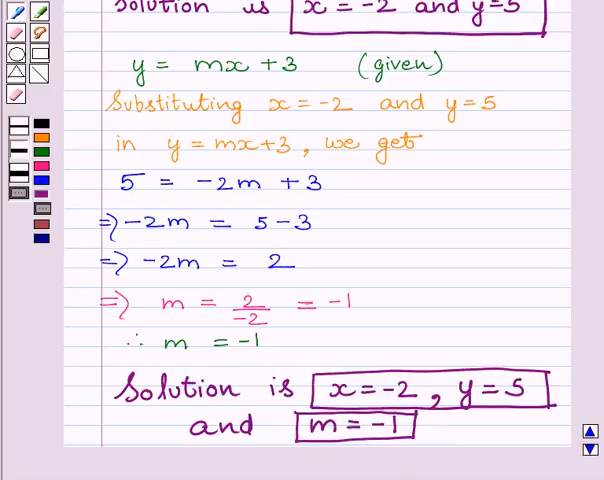 Solution is x = -2 and y = 5
y = mx + 3 (given)
Substituting x = -2 and y = 5
in y = mx + 3, we get
5 = -2m + 3
=> -2m = 5 - 3
=> -2m = 2
=> m = 2/-2 = -1
∴ m = -1
Solution is x = -2, y = 5
and m = -1